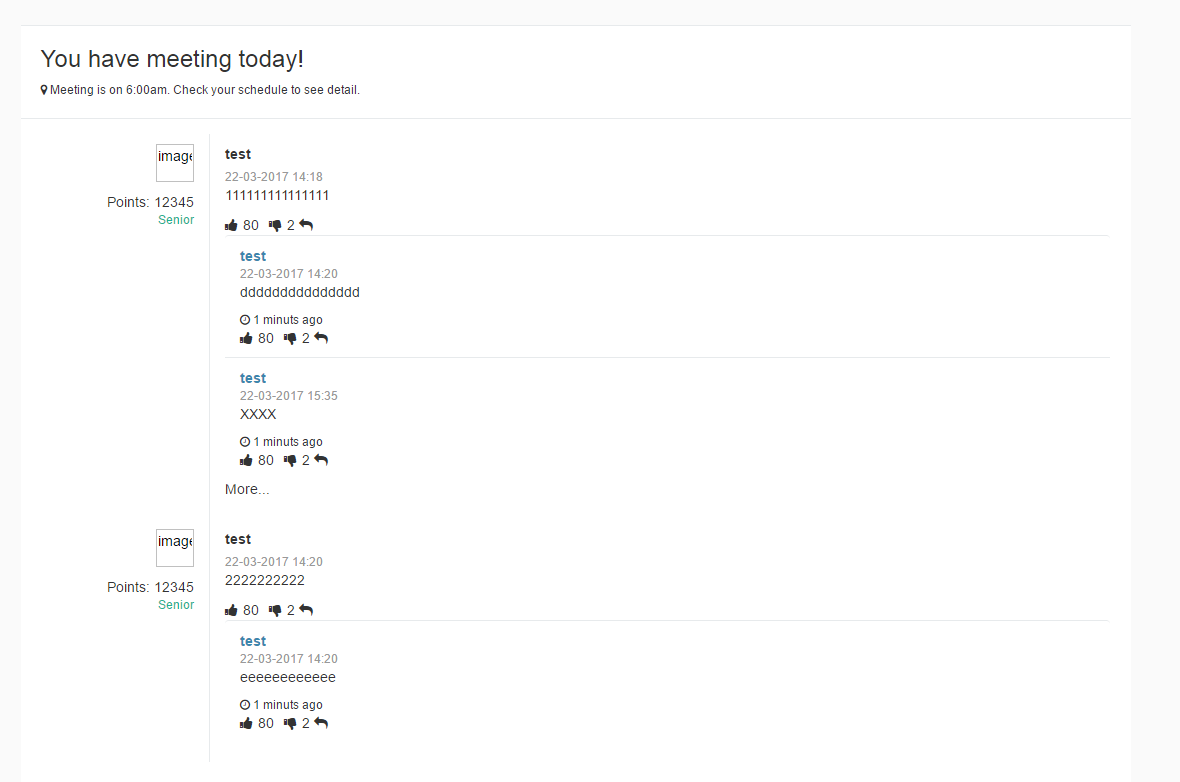 You have meeting today!
Meeting is on 6:00am. Check your schedule to see detail.
image
Points: 12345
Senior
test
22-03-2017 14:18
111111111111111
80 2
test
22-03-2017 14:20
ddddddddddddddd
1 minuts ago
80 2
test
22-03-2017 15:35
XXXX
1 minuts ago
80 2
More...
image
Points: 12345
Senior
test
22-03-2017 14:20
2222222222
80 2
test
22-03-2017 14:20
eeeeeeeeeeee
1 minuts ago
80 2